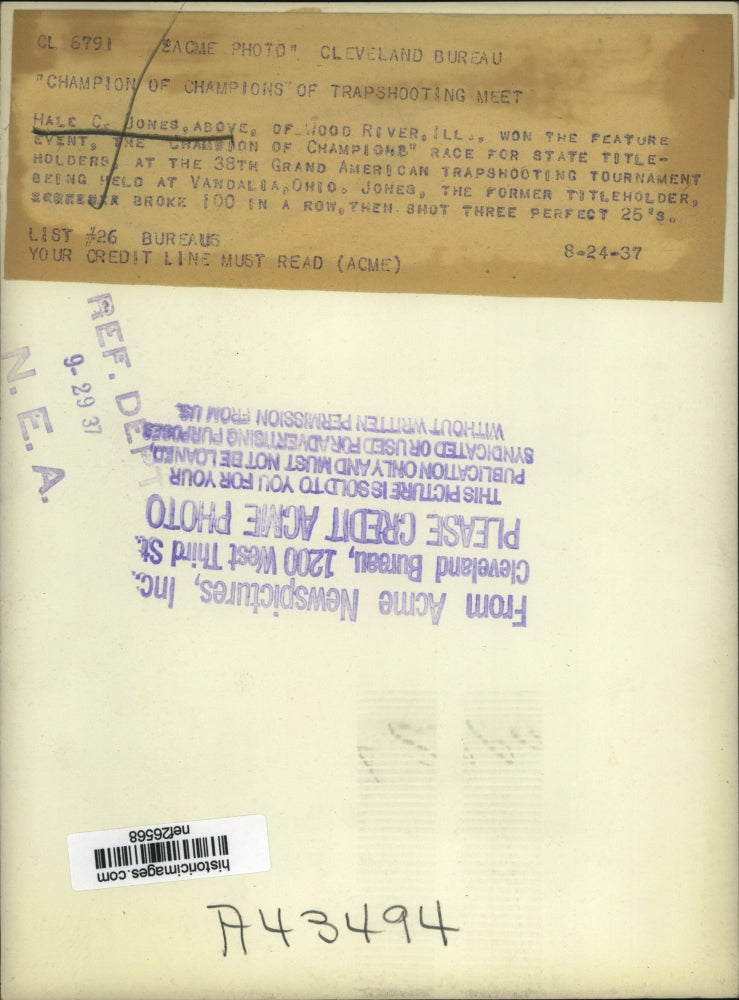 CL 6791 "ACME PHOTO" CLEVELAND BUREAU
"CHAMPION OF CHAMPIONS" OF TRAPSHOOTING MEET
HALE C. JONES, ABOVE, OF WOOD RIVER, ILL., WON THE FEATURE
EVENT, THE "CHAMPION OF CHAMPIONS" RACE FOR STATE TITLE-
HOLDERS, AT THE 38TH GRAND AMERICAN TRAPSHOOTING TOURNAMENT
BEING HELD AT VANDALIA, OHIO. JONES, THE FORMER TITLEHOLDER,
BROKE 100 IN A ROW, THEN SHOT THREE PERFECT 25'S.
LIST #26 BUREAUS 8-24-37
YOUR CREDIT LINE MUST READ (ACME)
REF. DEPT
9-29 37
N.E.A.
From Acme Newspictures, Inc.,
Cleveland Bureau, 1200 West Third St.
PLEASE CREDIT ACME PHOTO
THIS PICTURE IS SOLD TO YOU FOR YOUR
PUBLICATION ONLY AND MUST NOT BE LOANED,
SYNDICATED OR USED FOR ADVERTISING PURPOSES
WITHOUT WRITTEN PERMISSION FROM US.
historicimages.com
nef26568
A43494